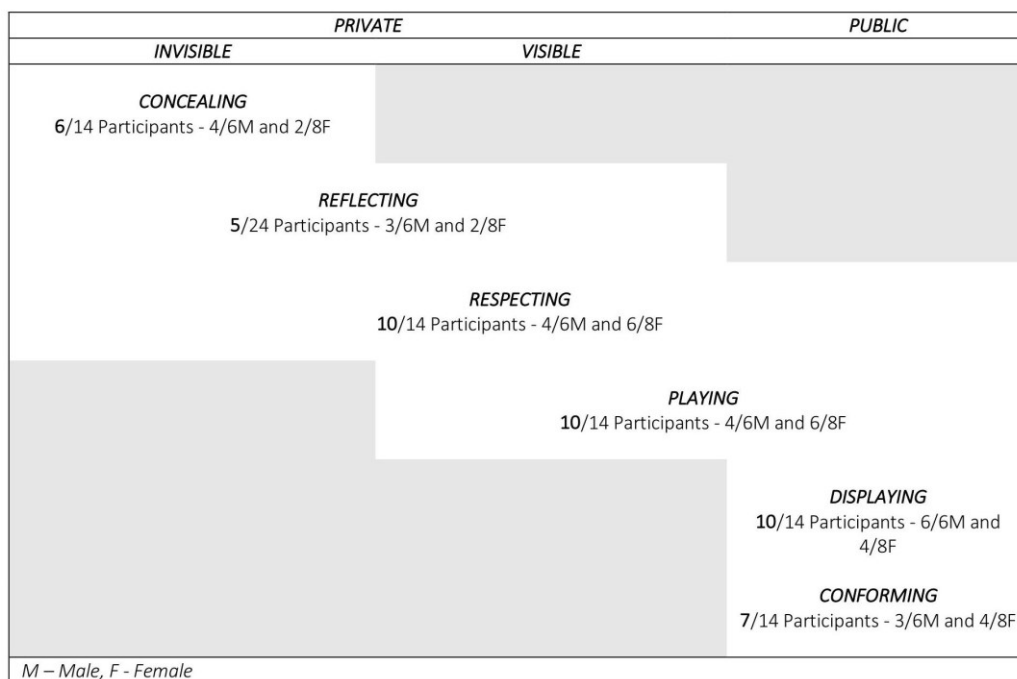 PRIVATE PUBLIC
INVISIBLE VISIBLE
CONCEALING
6/14 Participants - 4/6M and 2/8F
REFLECTING
5/24 Participants - 3/6M and 2/8F
RESPECTING
10/14 Participants - 4/6M and 6/8F
PLAYING
10/14 Participants - 4/6M and 6/8F
DISPLAYING
10/14 Participants - 6/6M and
4/8F
CONFORMING
7/14 Participants - 3/6M and 4/8F
M – Male, F - Female